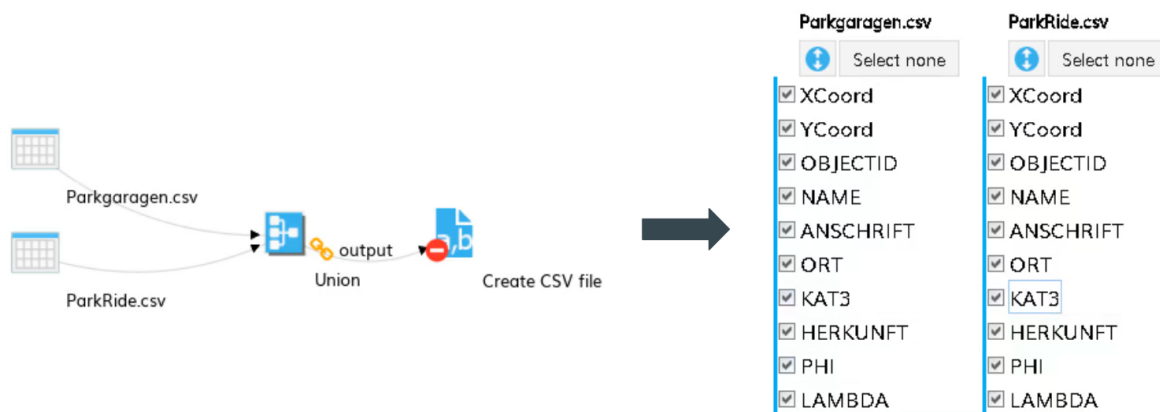 Parkgaragen.csv
ParkRide.csv
output
Union
a,b
Create CSV file
Parkgaragen.csv
Select none
XCoord
YCoord
OBJECTID
NAME
ANSCHRIFT
ORT
KAT3
HERKUNFT
PHI
LAMBDA
ParkRide.csv
Select none
XCoord
YCoord
OBJECTID
NAME
ANSCHRIFT
ORT
KAT3
HERKUNFT
PHI
LAMBDA